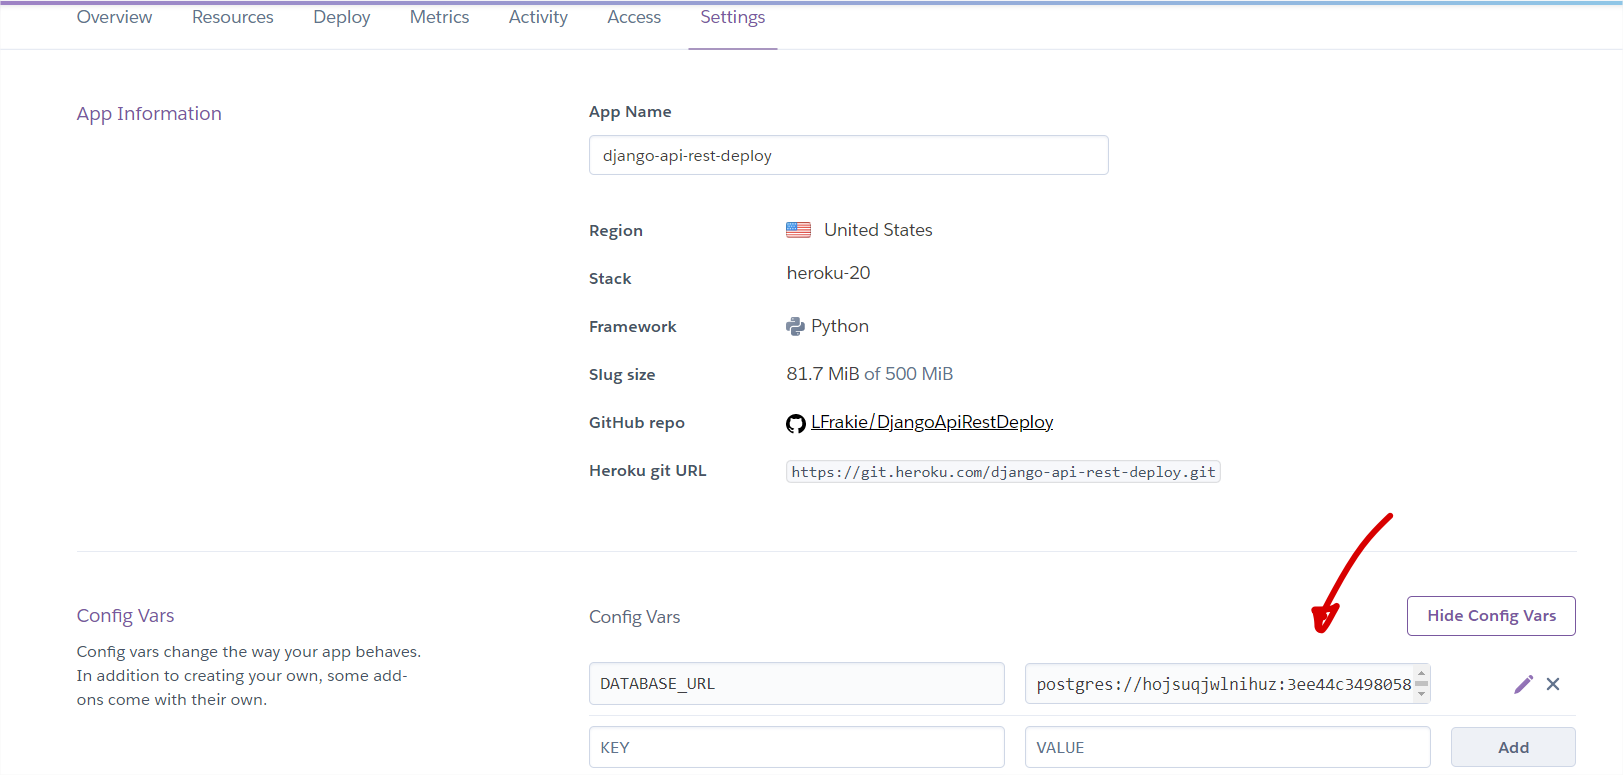 Overview Resources Deploy Metrics Activity Access Settings
App Information
App Name
django-api-rest-deploy
Region United States
Stack heroku-20
Framework Python
Slug size 81.7 MiB of 500 MiB
GitHub repo LFrakie/DjangoApiRestDeploy
Heroku git URL https://git.heroku.com/django-api-rest-deploy.git
Config Vars
Config vars change the way your app behaves.
In addition to creating your own, some add-
ons come with their own.
Config Vars Hide Config Vars
DATABASE_URL postgres://hojsuqjwlnihuz:3ee44c3498058
KEY VALUE Add